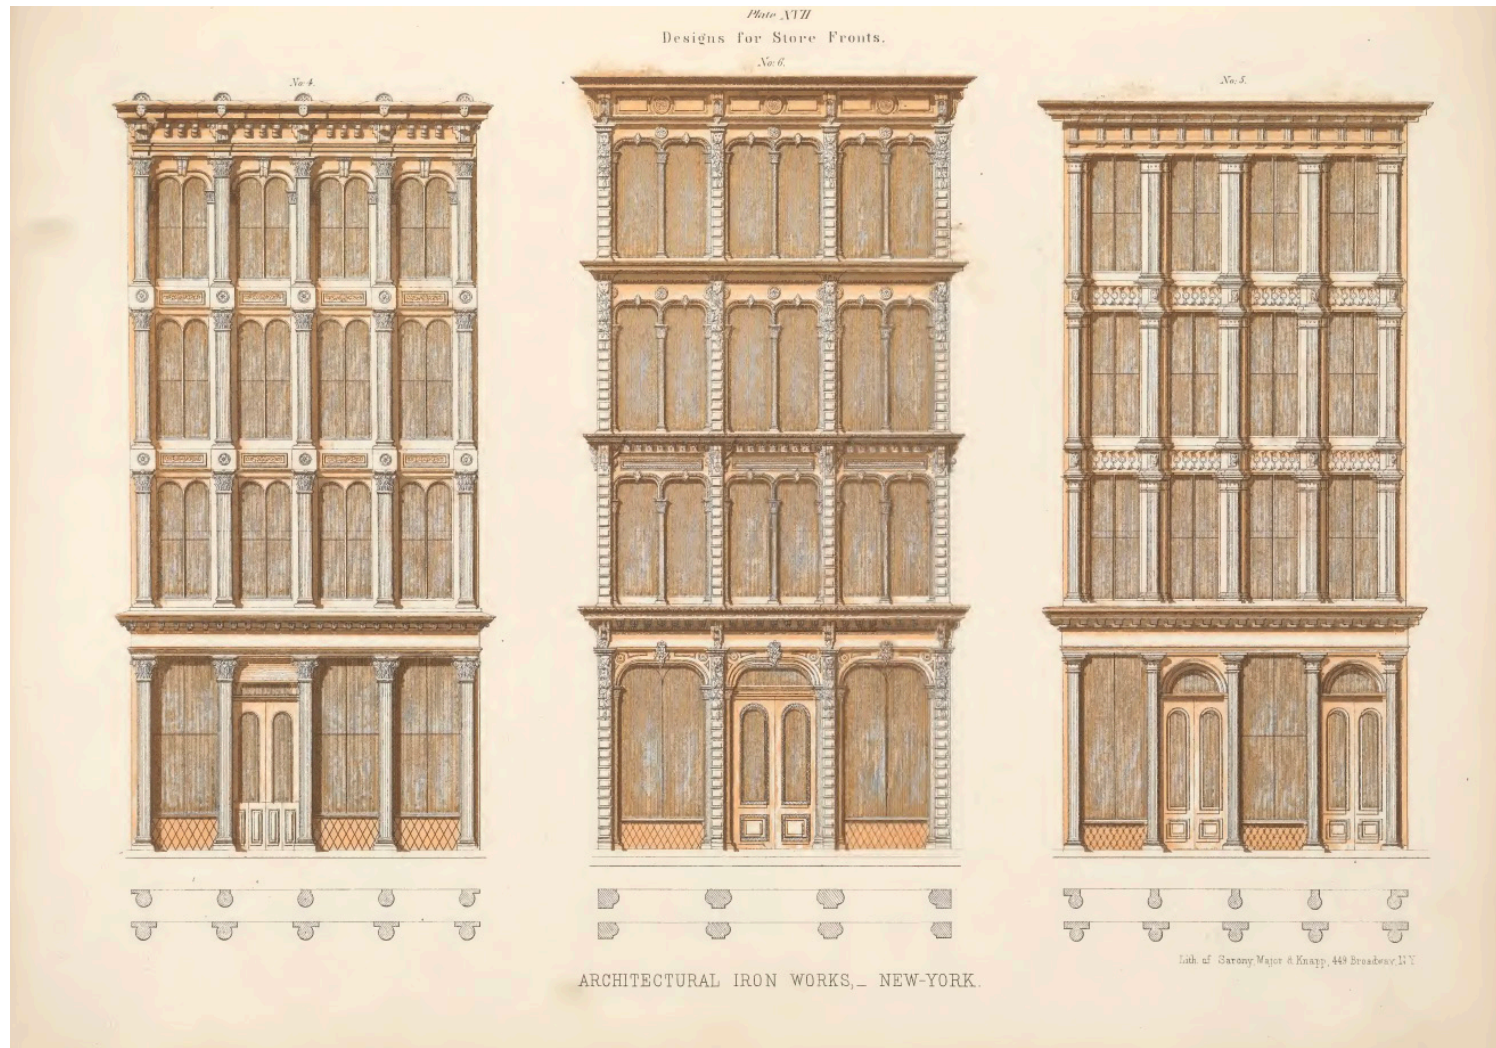 Plate XVII
Designs for Store Fronts.
No: 4.
No: 6.
No: 5.
Lith. of Sarony, Major & Knapp, 449 Broadway, N Y
ARCHITECTURAL IRON WORKS,_ NEW-YORK.